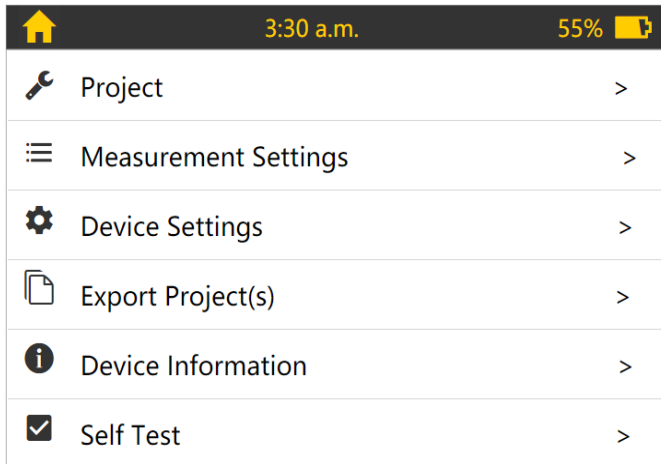 3:30 a.m. 55%
Project >
Measurement Settings >
Device Settings >
Export Project(s) >
Device Information >
Self Test >